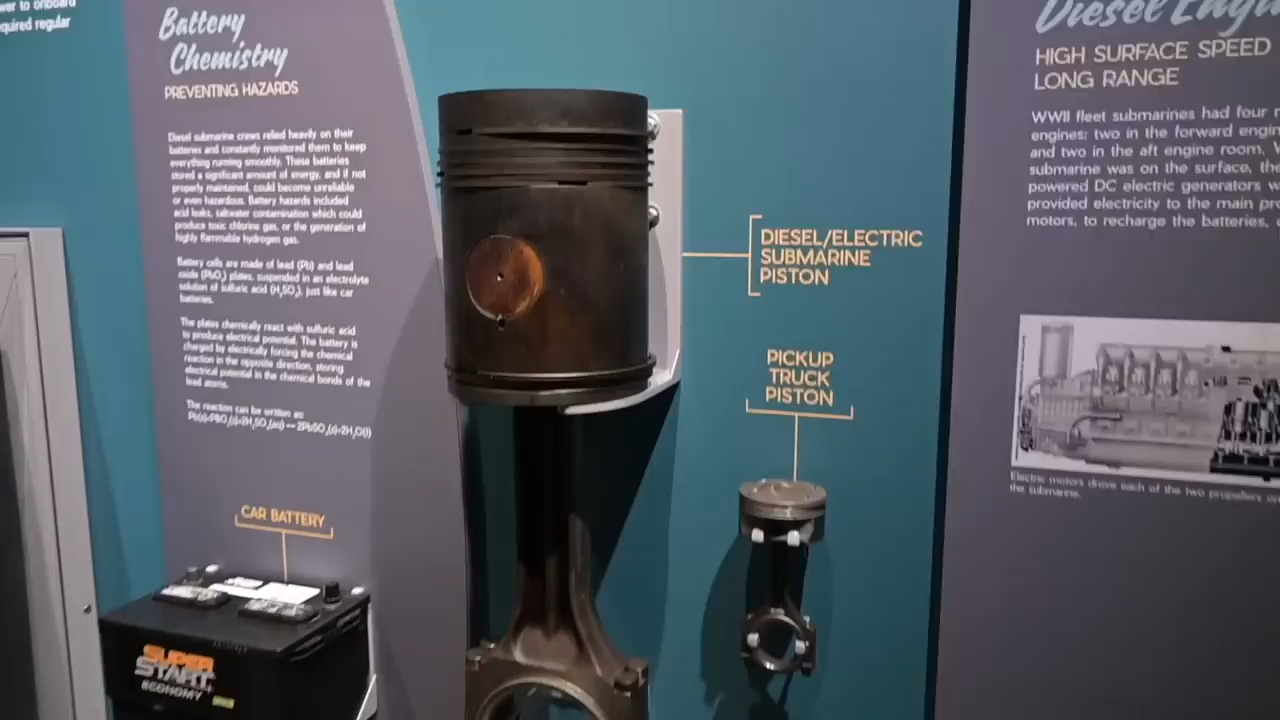 wer to onboard
quired regular
Battery
Chemistry
PREVENTING HAZARDS
Diesel submarine crews relied heavily on their
batteries and constantly monitored them to keep
everything running smoothly. These batteries
stored a significant amount of energy, and if not
properly maintained, could become unreliable
or even hazardous. Battery hazards included
acid leaks, saltwater contamination which could
produce toxic chlorine gas, or the generation of
highly flammable hydrogen gas.
Battery cells are made of lead (Pb) and lead
oxide (PbO₂) plates, suspended in an electrolyte
solution of sulfuric acid (H₂SO₄), just like car
batteries.
The plates chemically react with sulfuric acid
to produce electrical potential. The battery is
charged by electrically forcing the chemical
reaction in the opposite direction, storing
electrical potential in the chemical bonds of the
lead atoms.
The reaction can be written as:
CAR BATTERY
SUPER
START
ECONOMY
DIESEL/ELECTRIC
SUBMARINE
PISTON
PICKUP
TRUCK
PISTON
Diesel Engi
HIGH SURFACE SPEED
LONG RANGE
WWII fleet submarines had four
engines: two in the forward engin
and two in the aft engine room.
submarine was on the surface, the
powered DC electric generators w
provided electricity to the main pro
motors, to recharge the batteries,
Electric motors drove each of the two propellers on
the submarine.